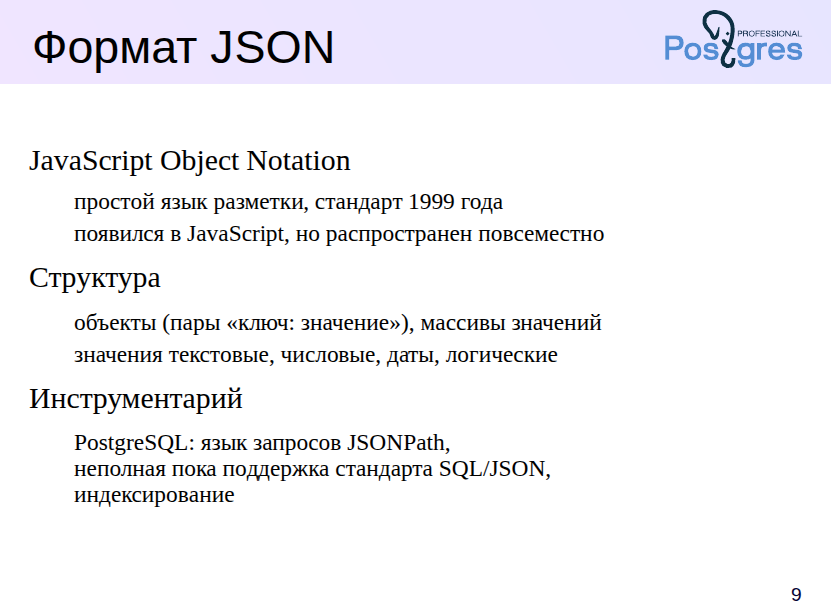 Формат JSON
PROFESSIONAL
Postgres
JavaScript Object Notation
простой язык разметки, стандарт 1999 года
появился в JavaScript, но распространен повсеместно
Структура
объекты (пары «ключ: значение»), массивы значений
значения текстовые, числовые, даты, логические
Инструментарий
PostgreSQL: язык запросов JSONPath,
неполная пока поддержка стандарта SQL/JSON,
индексирование
9